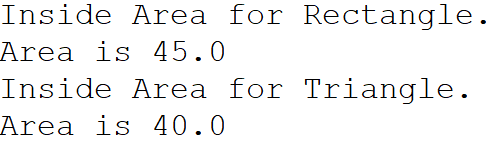 Inside Area for Rectangle.
Area is 45.0
Inside Area for Triangle.
Area is 40.0